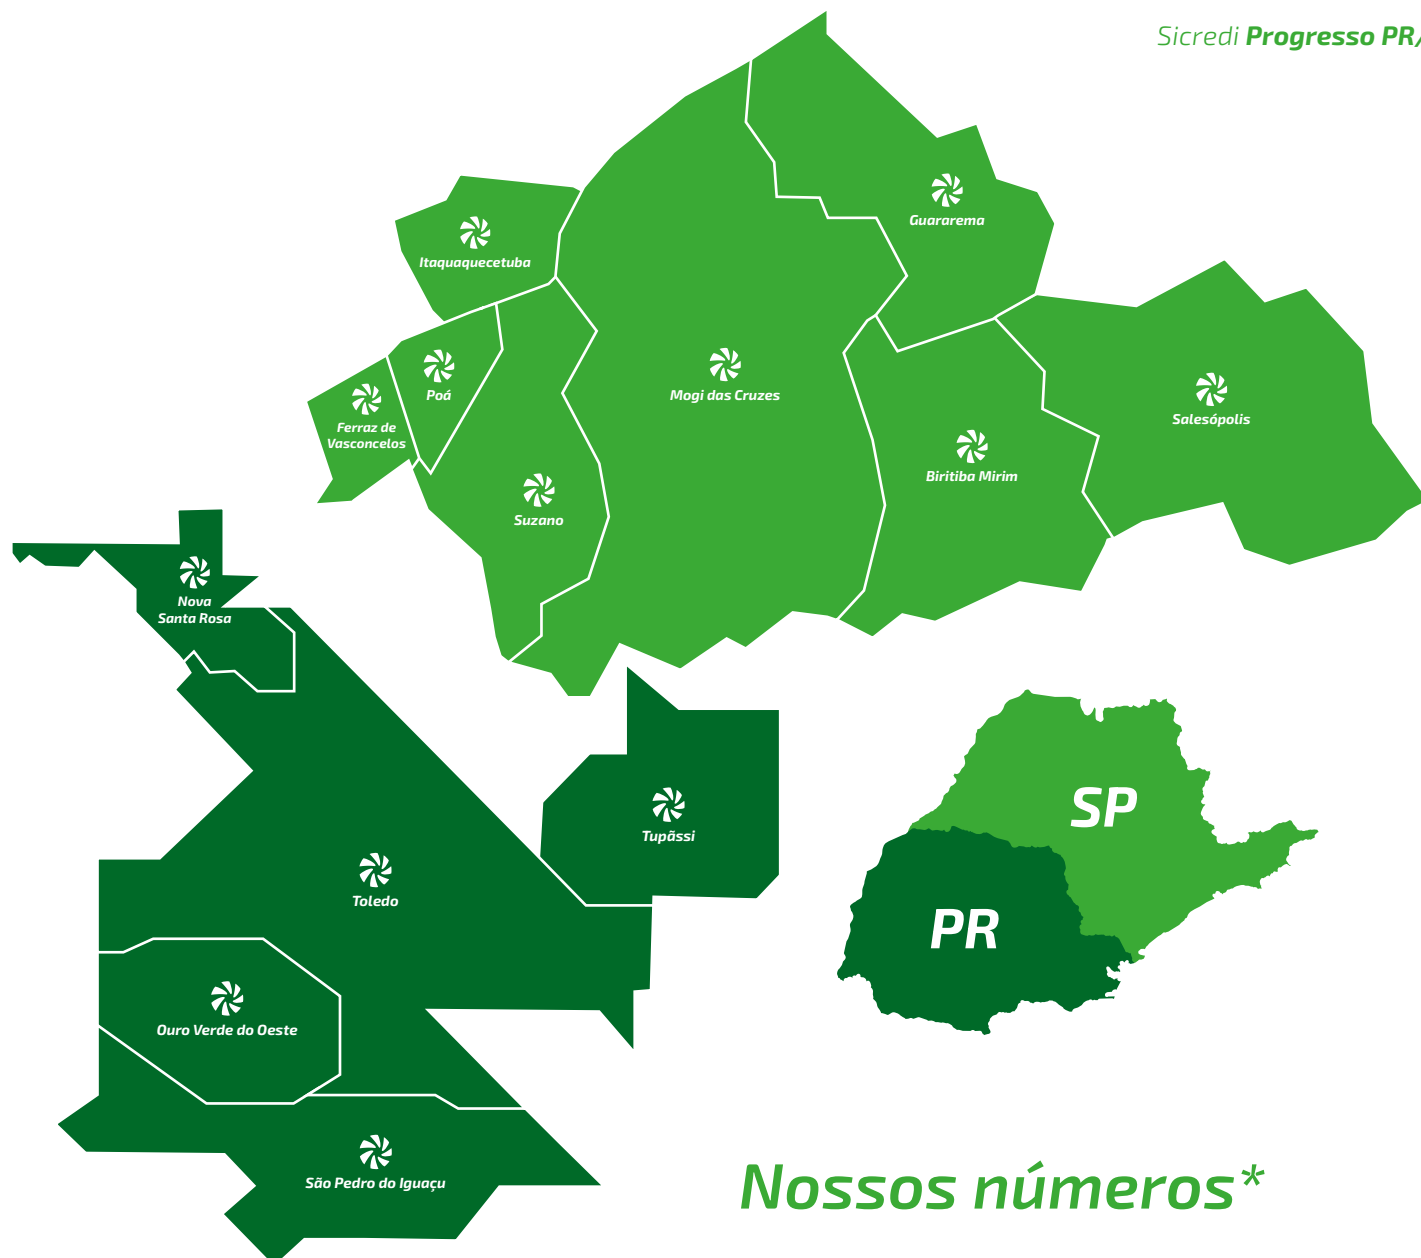 Sicredi Progresso PR/
Guararema
Itaquaquecetuba
Poá
Mogi das Cruzes
Ferraz de
Vasconcelos
Salesópolis
Biritiba Mirim
Suzano
Nova
Santa Rosa
Tupãssi
SP
Toledo
PR
Ouro Verde do Oeste
São Pedro do Iguaçu
Nossos números*